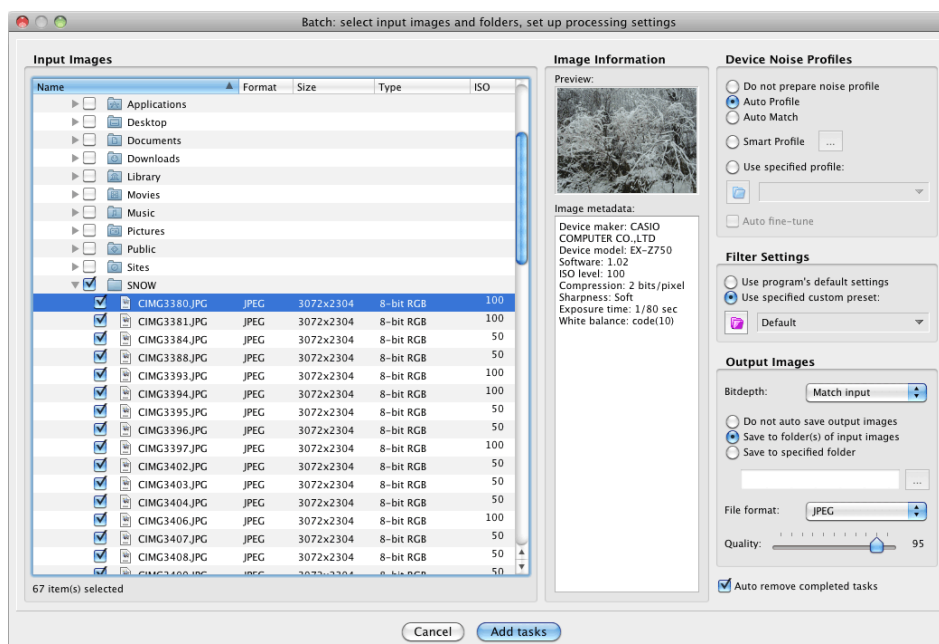 Batch: select input images and folders, set up processing settings
Input Images
Name Format Size Type ISO
Applications
Desktop
Documents
Downloads
Library
Movies
Music
Pictures
Public
Sites
SNOW
CIMG3380.JPG JPEG 3072x2304 8-bit RGB 100
CIMG3381.JPG JPEG 3072x2304 8-bit RGB 100
CIMG3384.JPG JPEG 3072x2304 8-bit RGB 50
CIMG3388.JPG JPEG 3072x2304 8-bit RGB 50
CIMG3393.JPG JPEG 3072x2304 8-bit RGB 100
CIMG3394.JPG JPEG 3072x2304 8-bit RGB 100
CIMG3395.JPG JPEG 3072x2304 8-bit RGB 50
CIMG3396.JPG JPEG 3072x2304 8-bit RGB 50
CIMG3397.JPG JPEG 3072x2304 8-bit RGB 100
CIMG3402.JPG JPEG 3072x2304 8-bit RGB 50
CIMG3403.JPG JPEG 3072x2304 8-bit RGB 50
CIMG3404.JPG JPEG 3072x2304 8-bit RGB 50
CIMG3406.JPG JPEG 3072x2304 8-bit RGB 100
CIMG3407.JPG JPEG 3072x2304 8-bit RGB 50
CIMG3408.JPG JPEG 3072x2304 8-bit RGB 50
JPEG 3072x2304 8-bit RGB 50
67 item(s) selected
Image Information
Preview:
Image metadata:
Device maker: CASIO
COMPUTER CO.,LTD
Device model: EX-Z750
Software: 1.02
ISO level: 100
Compression: 2 bits/pixel
Sharpness: Soft
Exposure time: 1/80 sec
White balance: code(10)
Device Noise Profiles
Do not prepare noise profile
Auto Profile
Auto Match
Smart Profile ...
Use specified profile:
Auto fine-tune
Filter Settings
Use program's default settings
Use specified custom preset:
Default
Output Images
Bitdepth: Match input
Do not auto save output images
Save to folder(s) of input images
Save to specified folder
...
File format: JPEG
Quality: 95
Auto remove completed tasks
Cancel Add tasks